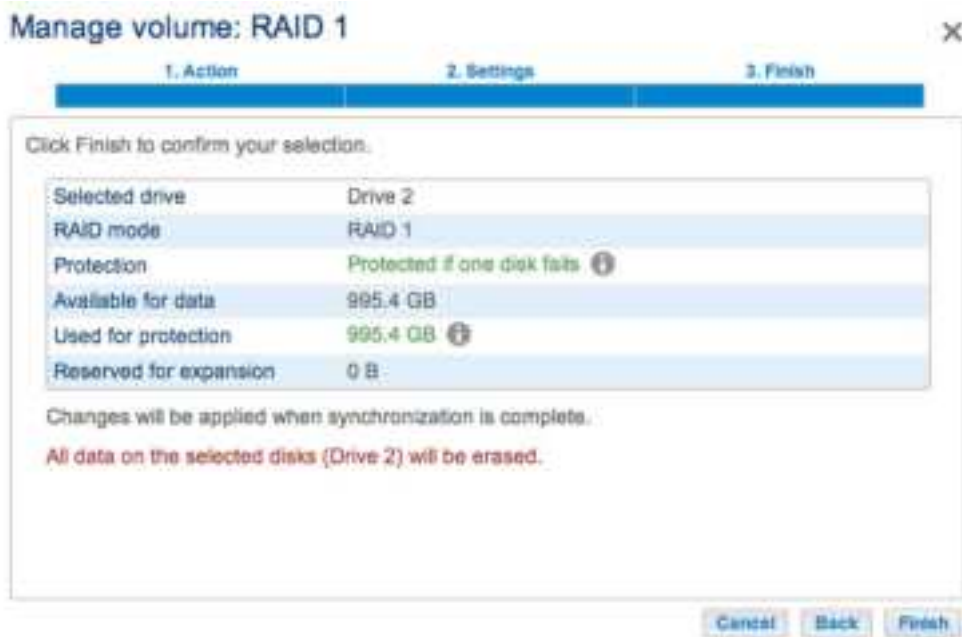 Manage volume: RAID 1
1. Action 2. Settings 3. Finish
Click Finish to confirm your selection.
Selected drive Drive 2
RAID mode RAID 1
Protection Protected if one disk fails
Available for data 995.4 GB
Used for protection 995.4 GB
Reserved for expansion 0 B
Changes will be applied when synchronization is complete.
All data on the selected disks (Drive 2) will be erased.
Cancel Back Finish